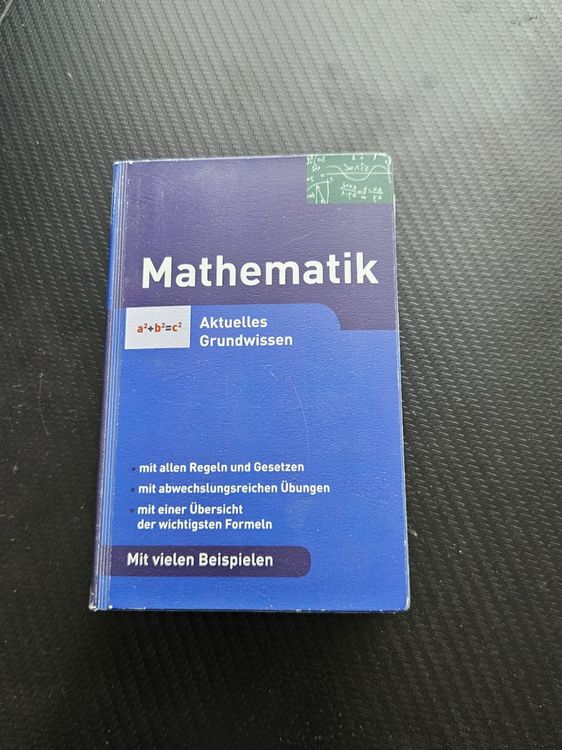 Mathematik
a²+b²=c²
Aktuelles
Grundwissen
• mit allen Regeln und Gesetzen
• mit abwechslungsreichen Übungen
• mit einer Übersicht
der wichtigsten Formeln
Mit vielen Beispielen